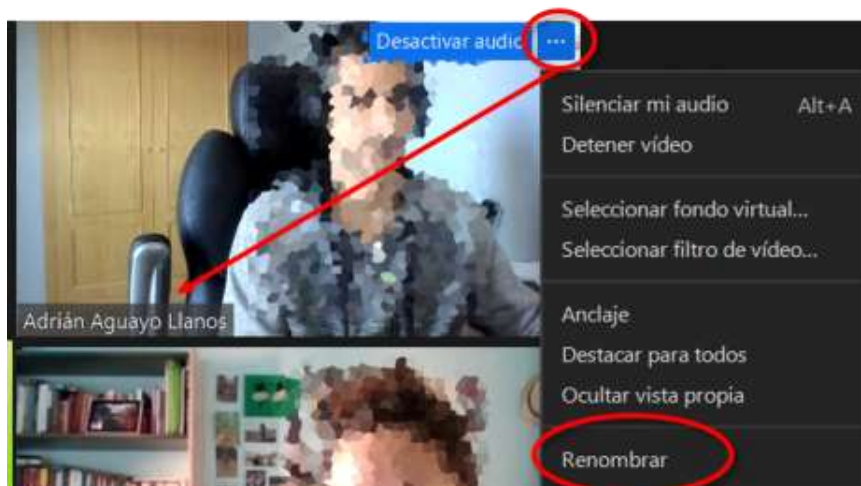 Desactivar audio ...
Silenciar mi audio Alt+A
Detener vídeo
Seleccionar fondo virtual...
Seleccionar filtro de vídeo...
Anclaje
Destacar para todos
Ocultar vista propia
Renombrar
Adrián Aguayo Llanos